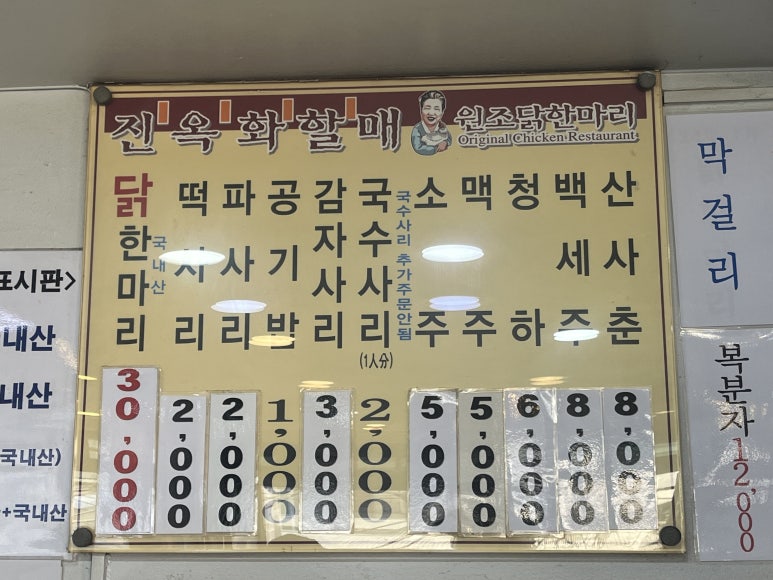 진옥화할매
원조닭한마리
Original Chicken Restaurant
닭한마리
국내산
30,000
떡사리
2,000
파사리
2,000
공기밥
1,000
감자사리
3,000
국수사리
(1人分)
국수사리 추가주문안됨
2,000
소주
5,000
맥주
5,000
청하
6,000
백세주
8,000
산사춘
8,000
막걸리
복분자
12,000
표시판>
내산
내산
국내산)
+국내산